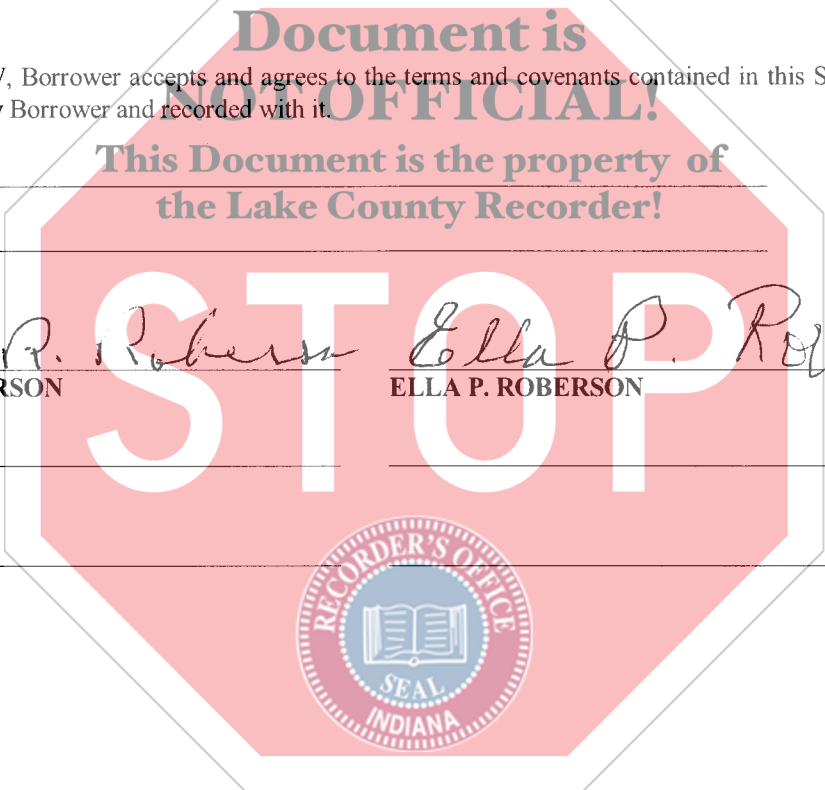 Document is
, Borrower accepts and agrees to the terms and covenants contained in this S
Borrower and recorded with it.
NOT OFFICIAL!
This Document is the property of
the Lake County Recorder!
STOP
R. Roberson Ella P. Ro
RSON ELLA P. ROBERSON
RECORDER'S OFFICE
SEAL
INDIANA